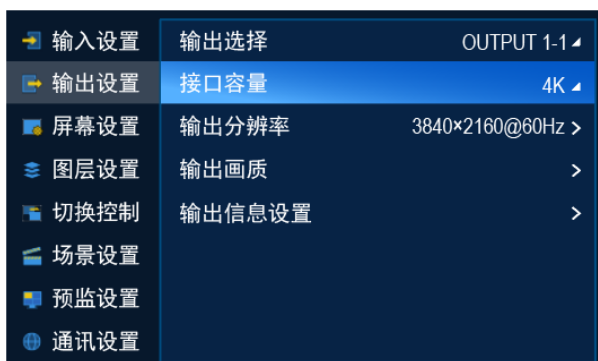 输入设置
输出设置
屏幕设置
图层设置
切换控制
场景设置
预监设置
通讯设置
输出选择 OUTPUT 1-1
接口容量 4K
输出分辨率 3840×2160@60Hz >
输出画质 >
输出信息设置 >